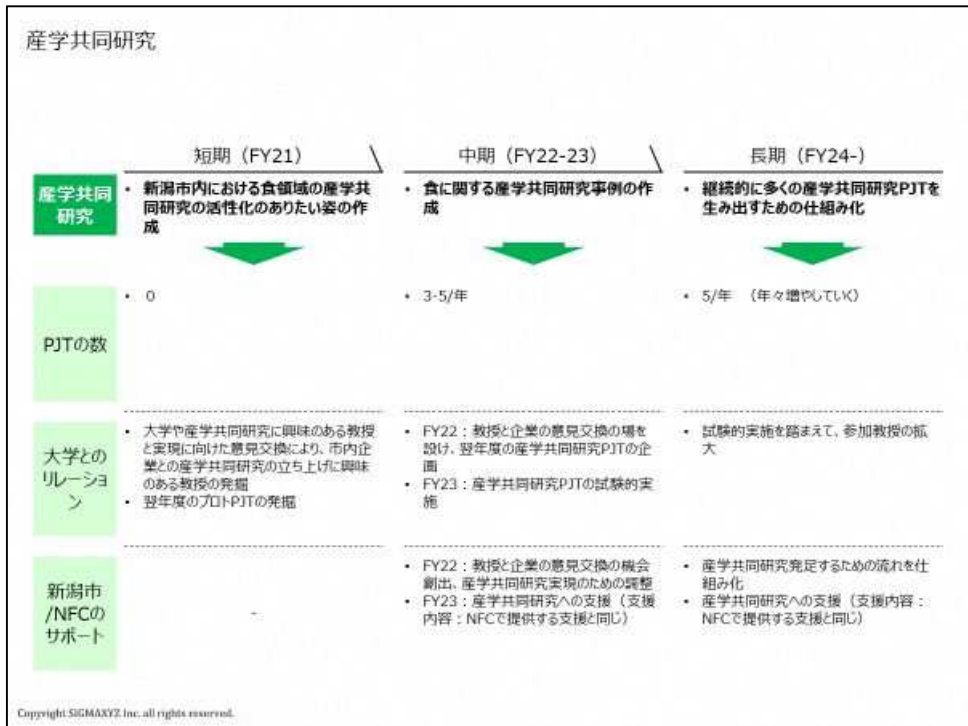 産学共同研究
短期（FY21）
中期（FY22-23）
長期（FY24-）
産学共同
研究
• 新潟市内における食領域の産学共
同研究の活性化のありたい姿の作
成
• 食に関する産学共同研究事例の作
成
• 継続的に多くの産学共同研究PJTを
生み出すための仕組み化
PJTの数
• 0
• 3-5/年
• 5/年　（年々増やしていく）
大学との
リレーショ
ン
• 大学や産学共同研究に興味のある教授
と実現に向けた意見交換により、市内企
業との産学共同研究の立ち上げに興味
のある教授の発掘
• 翌年度のプロトPJTの発掘
• FY22：教授と企業の意見交換の場を
設け、翌年度の産学共同研究PJTの企
画
• FY23：産学共同研究PJTの試験的実
施
• 試験的実施を踏まえて、参加教授の拡
大
新潟市
/NFCの
サポート
-
• FY22：教授と企業の意見交換の機会
創出、産学共同研究実現のための調整
• FY23：産学共同研究への支援（支援
内容：NFCで提供する支援と同じ）
• 産学共同研究発足するための流れを仕
組み化
• 産学共同研究への支援（支援内容：
NFCで提供する支援と同じ）
Copyright SIGMAXYZ Inc. all rights reserved.